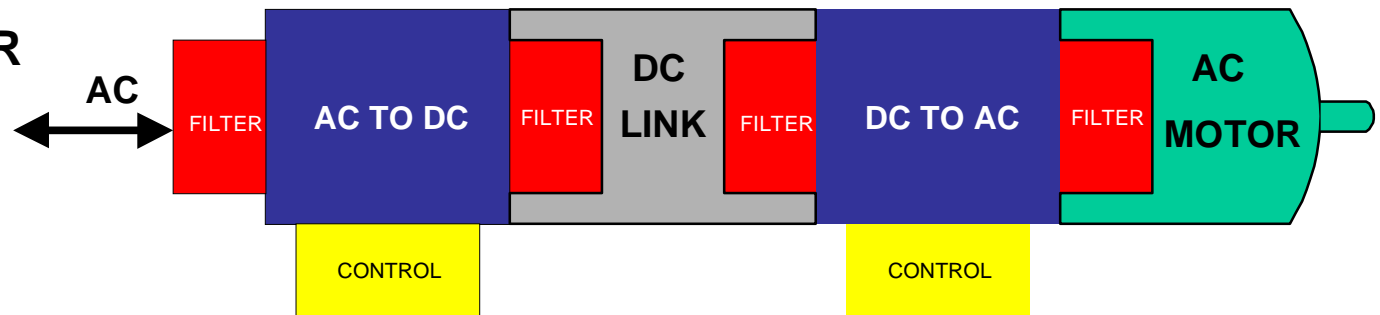 R
AC
FILTER
AC TO DC
FILTER
DC
LINK
FILTER
DC TO AC
FILTER
AC
MOTOR
CONTROL
CONTROL